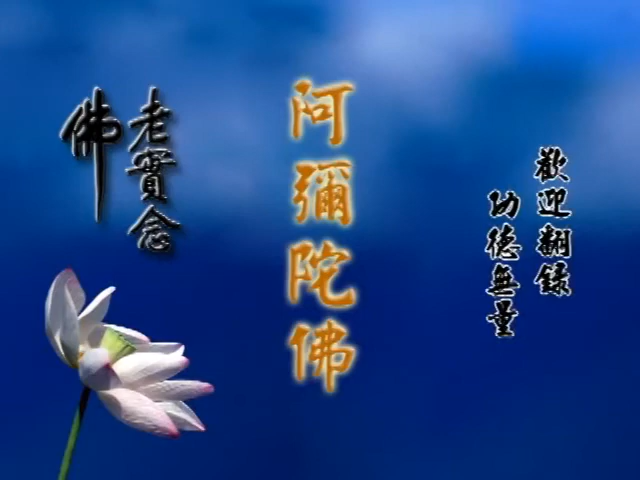 歡迎翻錄
功德無量
阿彌陀佛
老實念
佛